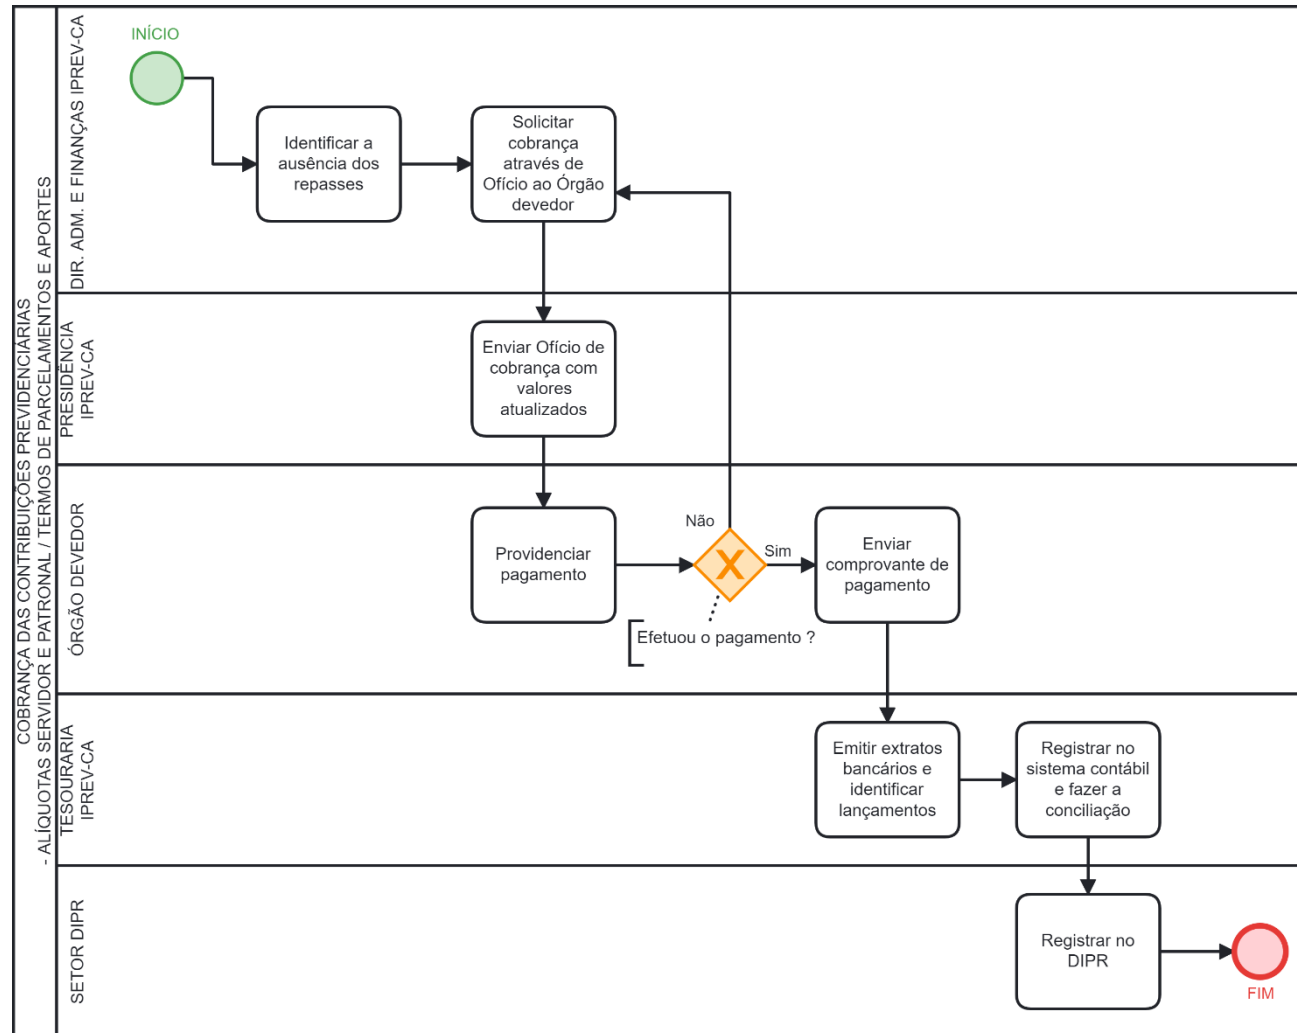 COBRANÇA DAS CONTRIBUIÇÕES PREVIDENCIÁRIAS
- ALÍQUOTAS SERVIDOR E PATRONAL / TERMOS DE PARCELAMENTOS E APORTES
DIR. ADM. E FINANÇAS IPREV-CA
INÍCIO
Identificar a
ausência dos
repasses
Solicitar
cobrança
através de
Ofício ao Órgão
devedor
PRESIDÊNCIA
IPREV-CA
Enviar Ofício de
cobrança com
valores
atualizados
ÓRGÃO DEVEDOR
Providenciar
pagamento
Não
X
Sim
Efetuou o pagamento ?
Enviar
comprovante de
pagamento
TESOURARIA
IPREV-CA
Emitir extratos
bancários e
identificar
lançamentos
Registrar no
sistema contábil
e fazer a
conciliação
SETOR DIPR
Registrar no
DIPR
FIM